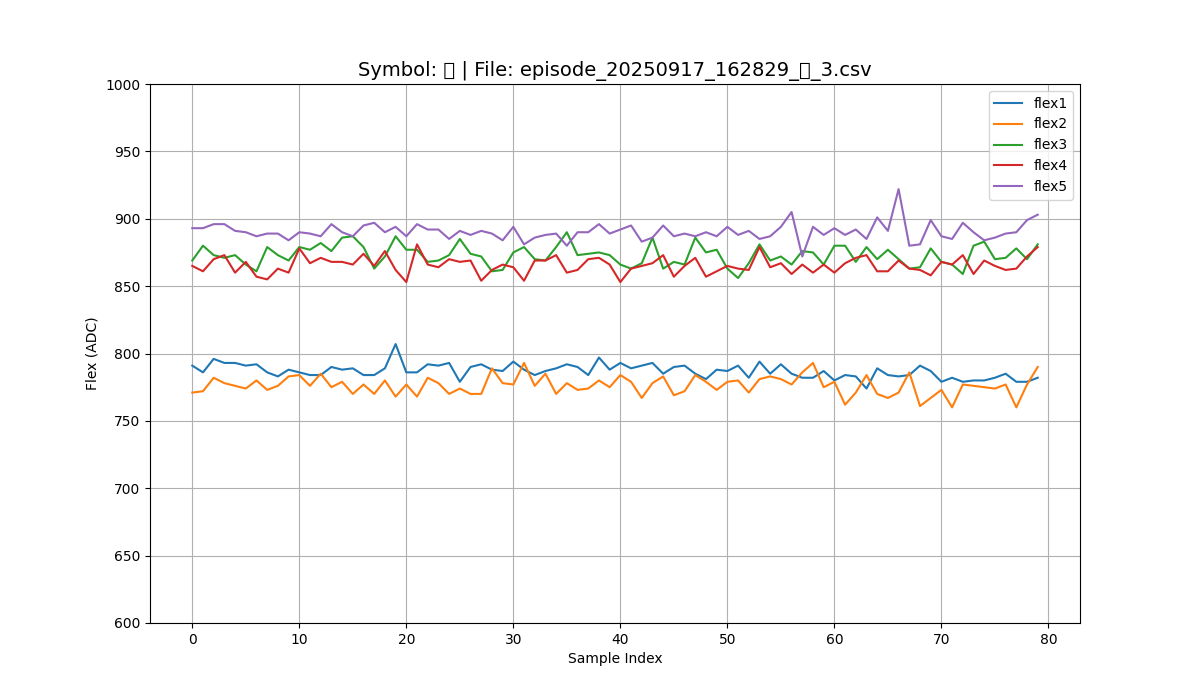 Symbol: | File: episode_20250917_162829_ _3.csv
1000
950
900
850
800
750
700
650
600
Flex (ADC)
flex1
flex2
flex3
flex4
flex5
0 10 20 30 40 50 60 70 80
Sample Index